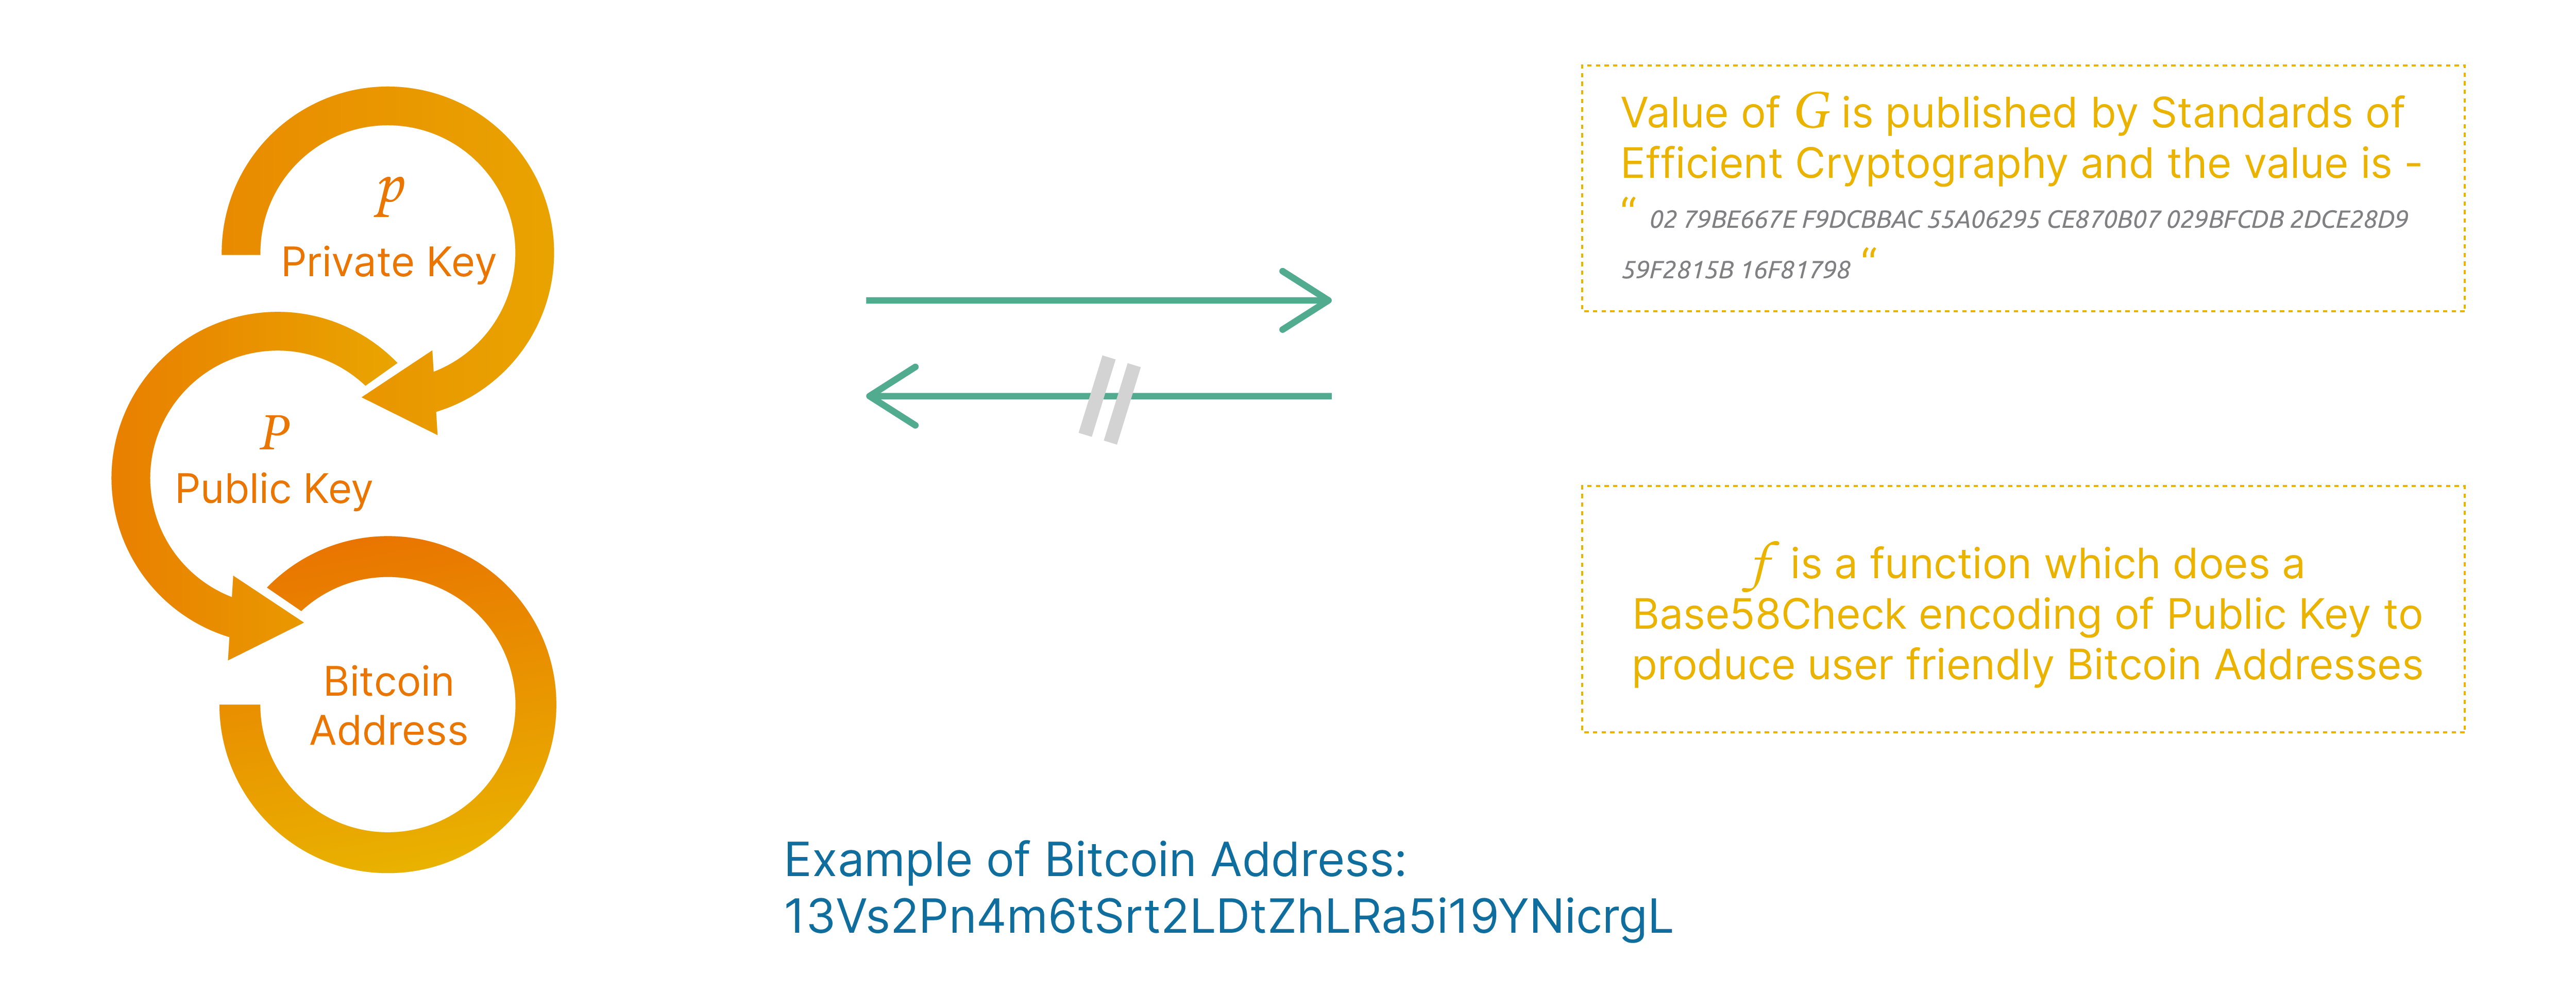 p
Private Key
P
Public Key
Bitcoin
Address
Value of G is published by Standards of
Efficient Cryptography and the value is -
“ 02 79BE667E F9DCBBAC 55A06295 CE870B07 029BFCDB 2DCE28D9
59F2815B 16F81798 “
f is a function which does a
Base58Check encoding of Public Key to
produce user friendly Bitcoin Addresses
Example of Bitcoin Address:
13Vs2Pn4m6tSrt2LDtZhLRa5i19YNicrgL